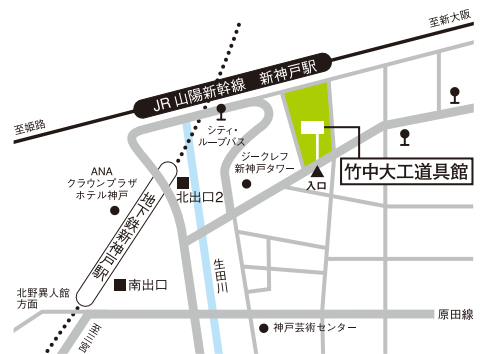 至新大阪
JR 山陽新幹線　新神戸駅
至姫路
シティ・
ループバス
ジークレフ
新神戸タワー
竹中大工道具館
入口
ANA
クラウンプラザ
ホテル神戸
北出口2
地下鉄新神戸駅
生田川
南出口
北野異人館
方面
原田線
至三宮
神戸芸術センター